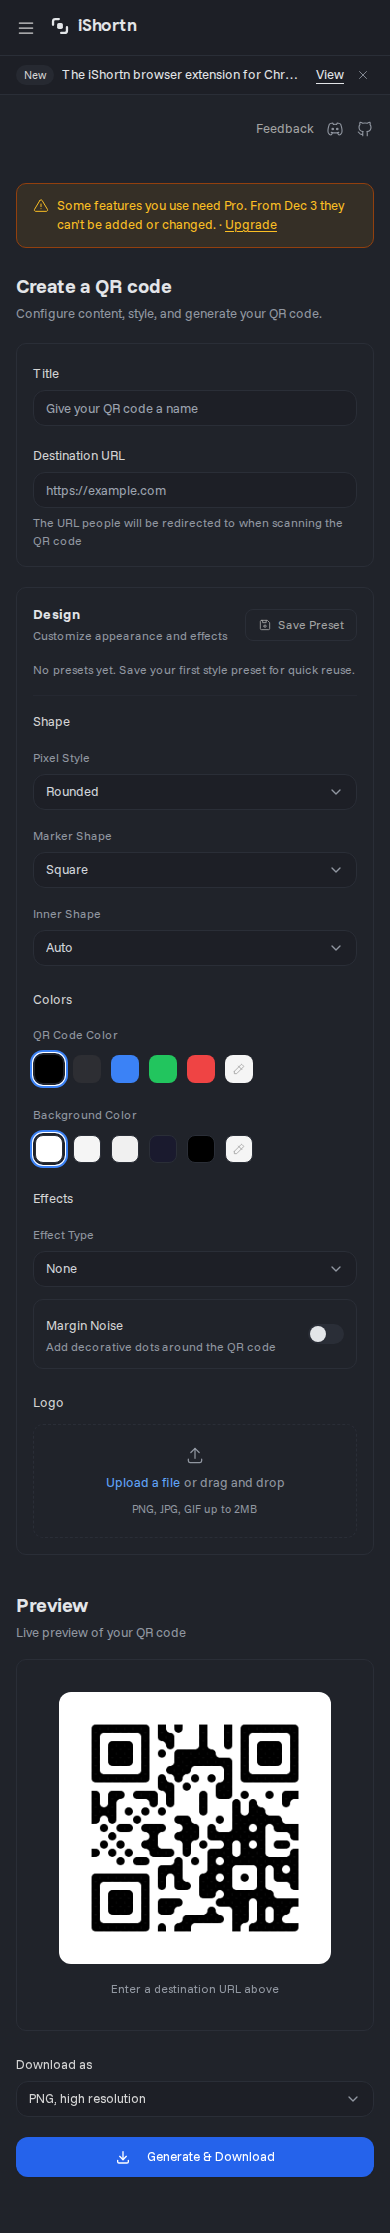 iShortn
New The iShortn browser extension for Chr... View
Feedback
Some features you use need Pro. From Dec 3 they
can't be added or changed. · Upgrade
Create a QR code
Configure content, style, and generate your QR code.
Title
Give your QR code a name
Destination URL
https://example.com
The URL people will be redirected to when scanning the
QR code
Design
Customize appearance and effects
Save Preset
No presets yet. Save your first style preset for quick reuse.
Shape
Pixel Style
Rounded
Marker Shape
Square
Inner Shape
Auto
Colors
QR Code Color
Background Color
Effects
Effect Type
None
Margin Noise
Add decorative dots around the QR code
Logo
Upload a file or drag and drop
PNG, JPG, GIF up to 2MB
Preview
Live preview of your QR code
Enter a destination URL above
Download as
PNG, high resolution
Generate & Download